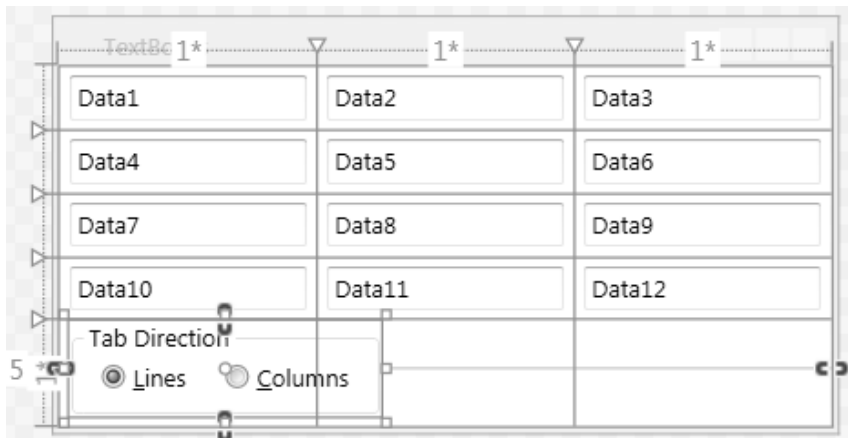 TextBo
1* 1* 1*
Data1 Data2 Data3
Data4 Data5 Data6
Data7 Data8 Data9
Data10 Data11 Data12
Tab Direction
5 1*
Lines Columns